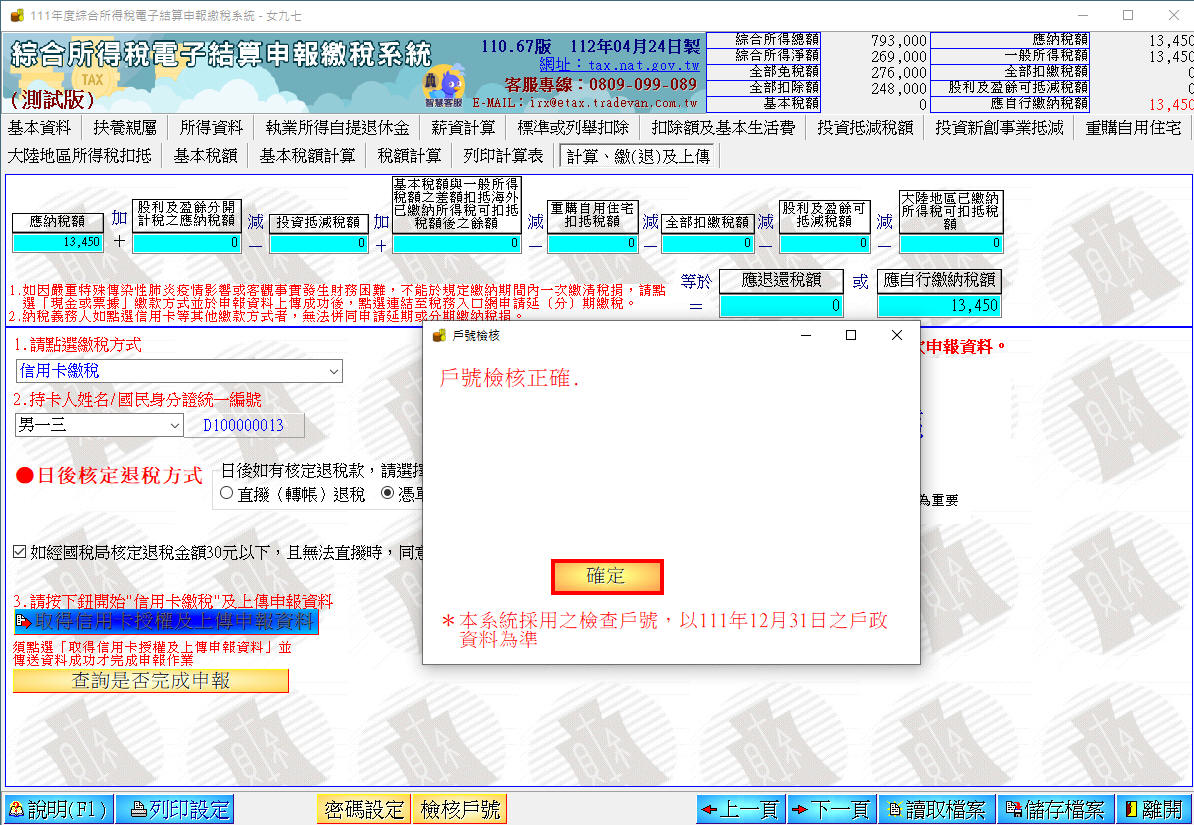 111年度綜合所得稅電子結算申報繳稅系統 - 女九七
綜合所得稅電子結算申報繳稅系統
(測試版)
TAX
智慧客服
110.67版 112年04月24日製
網址：tax.nat.gov.tw
客服專線：0809-099-089
E-MAIL：irx@etax.tradevan.com.tw
綜合所得總額 793,000 應納稅額 13,450
綜合所得淨額 269,000 一般所得稅額 13,450
全部免稅額 276,000 全部扣繳稅額 0
全部扣除額 248,000 股利及盈餘可抵減稅額 0
基本稅額 0 應自行繳納稅額 13,450
基本資料 扶養親屬 所得資料 執業所得自提退休金 薪資計算 標準或列舉扣除 扣除額及基本生活費 投資抵減稅額 投資新創事業抵減 重購自用住宅
大陸地區所得稅扣抵 基本稅額 基本稅額計算 稅額計算 列印計算表 計算、繳(退)及上傳
應納稅額
13,450
加
＋
股利及盈餘分開
計稅之應納稅額
0
減
－
投資抵減稅額
0
加
＋
基本稅額與一般所得
稅額之差額扣抵海外
已繳納所得稅可扣抵
稅額後之餘額
0
減
－
重購自用住宅
扣抵稅額
0
減
－
全部扣繳稅額
0
減
－
股利及盈餘可
抵減稅額
0
減
－
大陸地區已繳納
所得稅可扣抵稅
額
0
1.如因嚴重特殊傳染性肺炎疫情影響或客觀事實發生財務困難，不能於規定繳納期間內一次繳清稅捐，請點
選「現金或票據」繳款方式並於申報資料上傳成功後，點選連結至稅務入口網申請延（分）期繳稅。
2.納稅義務人如點選信用卡等其他繳款方式者，無法併同申請延期或分期繳納稅捐。
等於
＝
應退還稅額
0
或
應自行繳納稅額
13,450
1.請點選繳稅方式
信用卡繳稅
2.持卡人姓名/國民身分證統一編號
男一三
D100000013
●日後核定退稅方式
日後如有核定退稅款，請選擇
直撥（轉帳）退稅 憑單
如經國稅局核定退稅金額30元以下，且無法直撥時，同意
3.請按下鈕開始"信用卡繳稅"及上傳申報資料
取得信用卡授權及上傳申報資料
須點選「取得信用卡授權及上傳申報資料」並
傳送資料成功才完成申報作業
查詢是否完成申報
次申報資料。
為重要
戶號檢核
戶號檢核正確.
確定
＊本系統採用之檢查戶號，以111年12月31日之戶政
資料為準
說明(F1) 列印設定 密碼設定 檢核戶號 上一頁 下一頁 讀取檔案 儲存檔案 離開